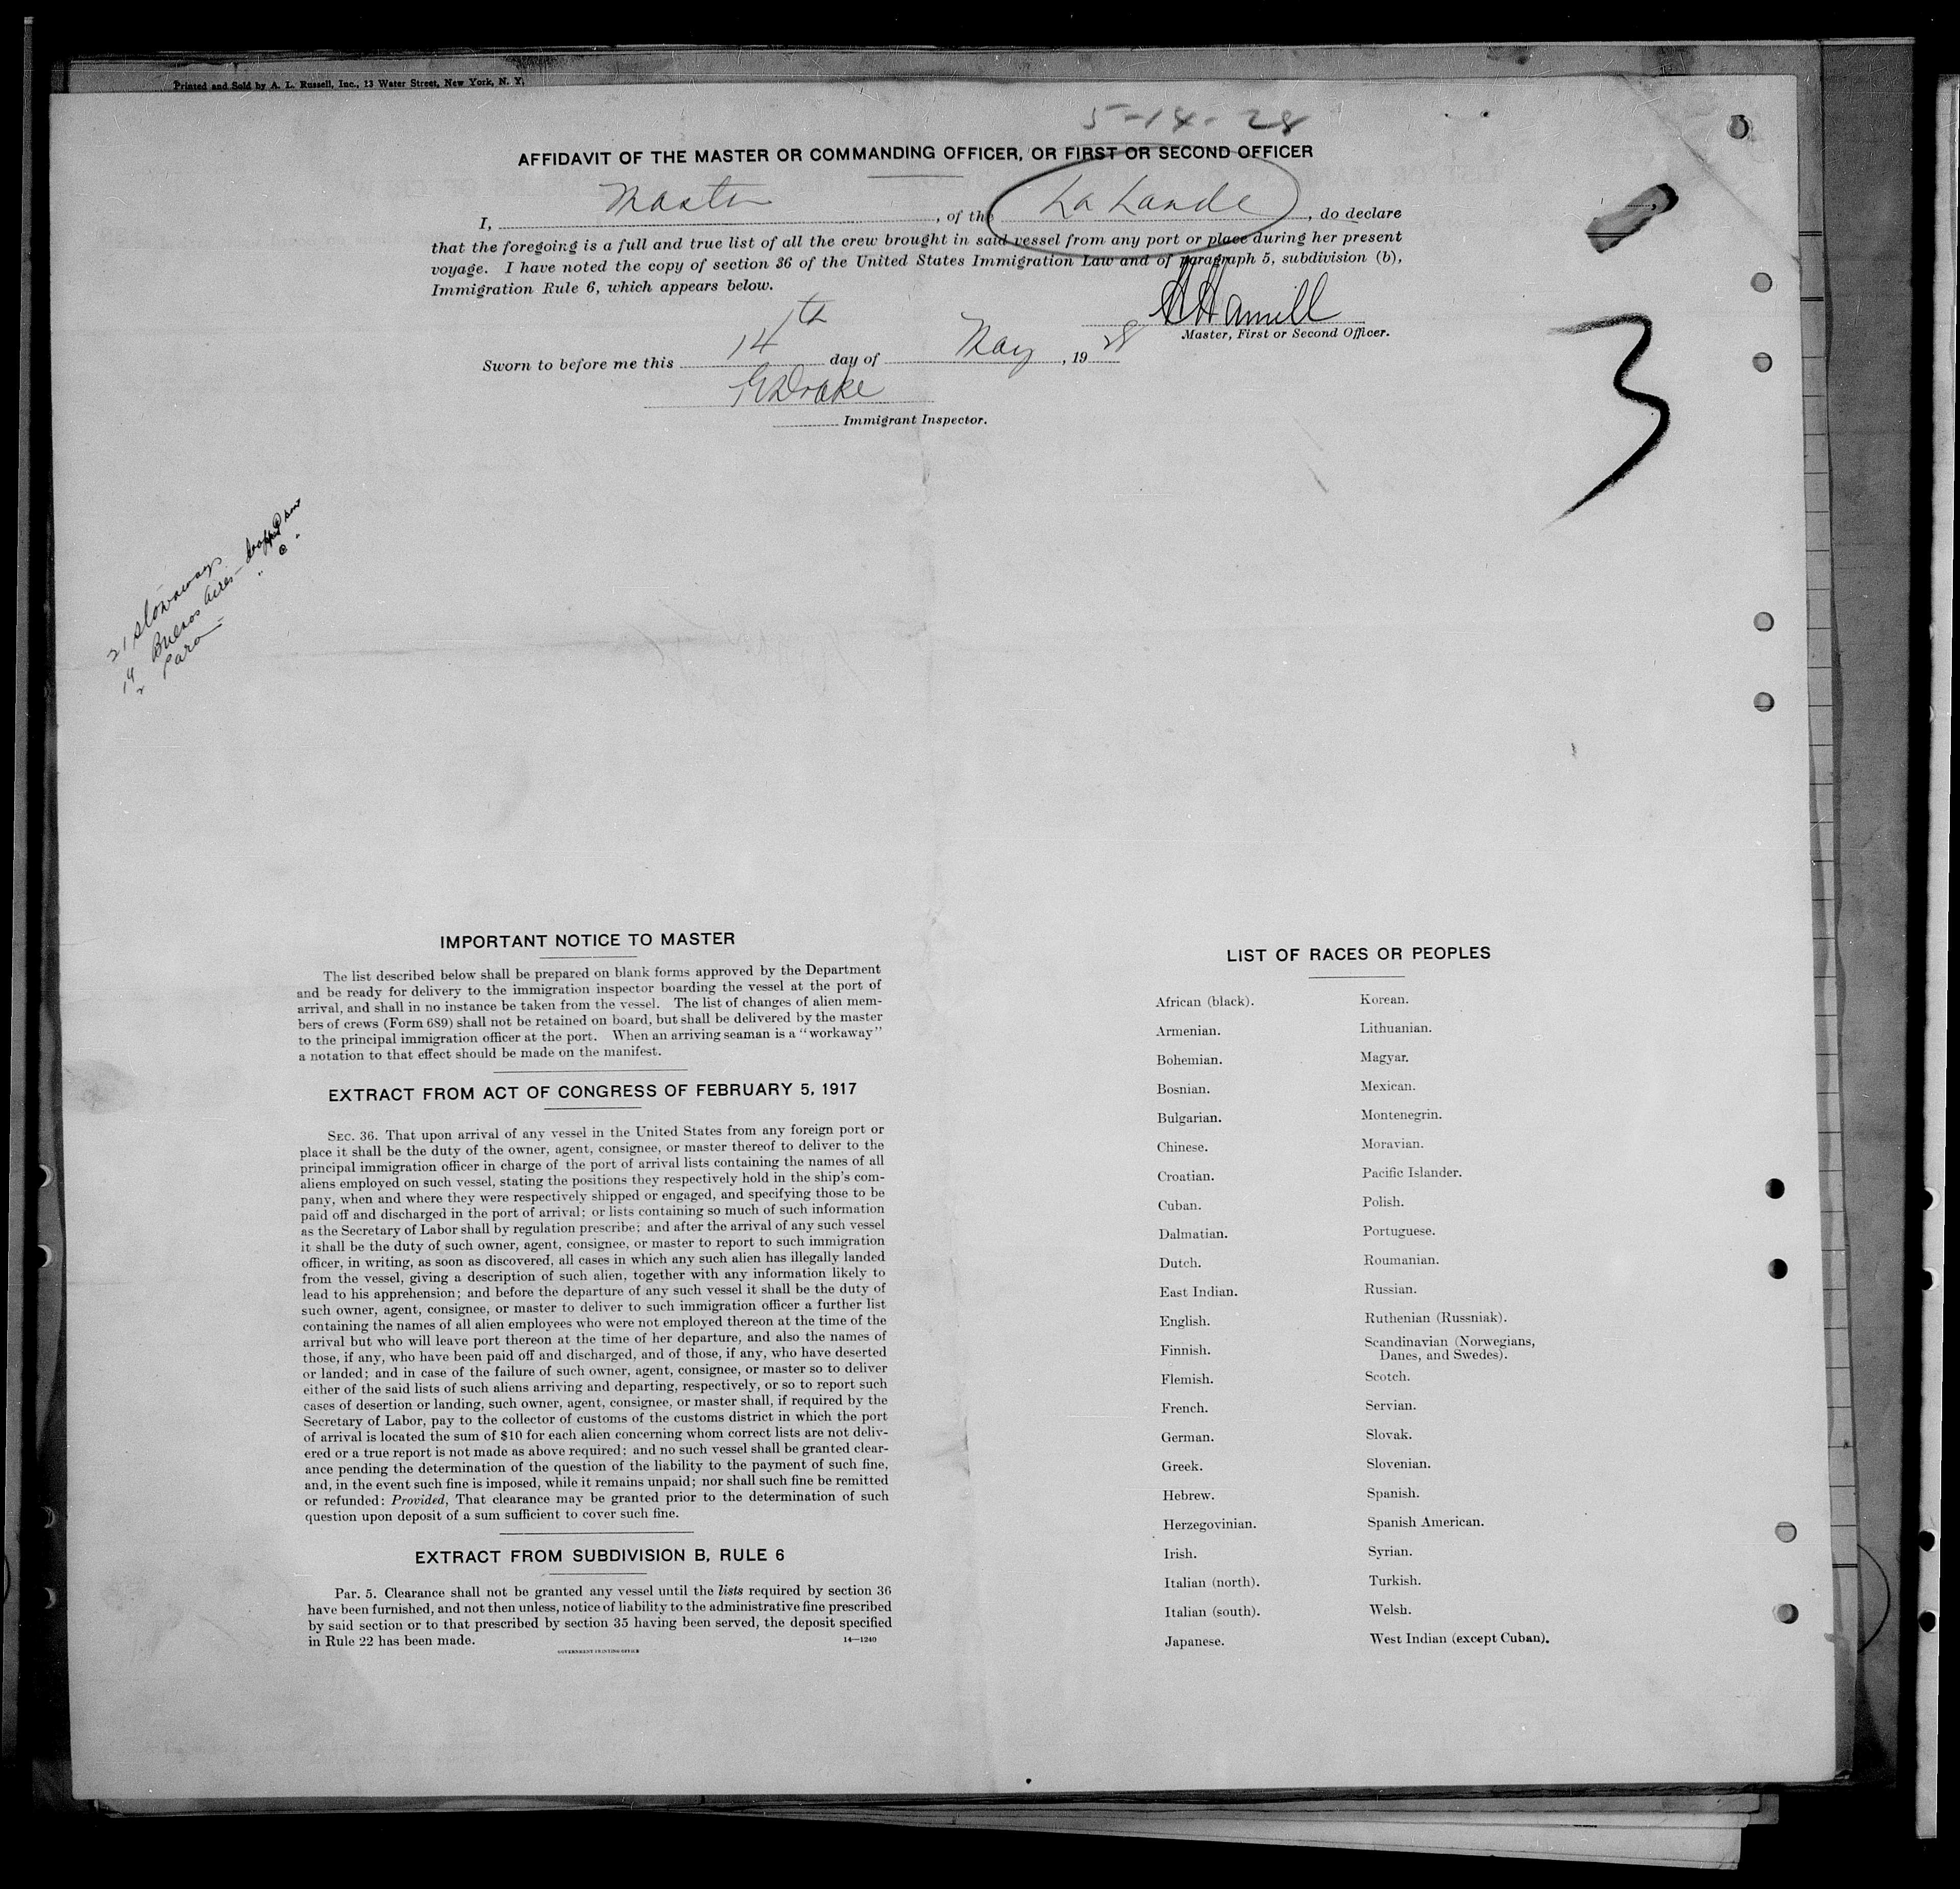 Printed and Sold by A. L. Russell, Inc., 13 Water Street, New York, N. Y.
5-14-28
AFFIDAVIT OF THE MASTER OR COMMANDING OFFICER, OR FIRST OR SECOND OFFICER
I, Master, of the La Lande, do declare
that the foregoing is a full and true list of all the crew brought in said vessel from any port or place during her present
voyage. I have noted the copy of section 36 of the United States Immigration Law and of paragraph 5, subdivision (b),
Immigration Rule 6, which appears below.
Hamill
Master, First or Second Officer.
Sworn to before me this 14th day of May, 1928
Drake
Immigrant Inspector.
3
21 stowaways
14 Buenos Aires
2 Para
IMPORTANT NOTICE TO MASTER
The list described below shall be prepared on blank forms approved by the Department
and be ready for delivery to the immigration inspector boarding the vessel at the port of
arrival, and shall in no instance be taken from the vessel. The list of changes of alien mem-
bers of crews (Form 689) shall not be retained on board, but shall be delivered by the master
to the principal immigration officer at the port. When an arriving seaman is a "workaway"
a notation to that effect should be made on the manifest.
EXTRACT FROM ACT OF CONGRESS OF FEBRUARY 5, 1917
SEC. 36. That upon arrival of any vessel in the United States from any foreign port or
place it shall be the duty of the owner, agent, consignee, or master thereof to deliver to the
principal immigration officer in charge of the port of arrival lists containing the names of all
aliens employed on such vessel, stating the positions they respectively hold in the ship's com-
pany, when and where they were respectively shipped or engaged, and specifying those to be
paid off and discharged in the port of arrival; or lists containing so much of such information
as the Secretary of Labor shall by regulation prescribe; and after the arrival of any such vessel
it shall be the duty of such owner, agent, consignee, or master to report to such immigration
officer, in writing, as soon as discovered, all cases in which any such alien has illegally landed
from the vessel, giving a description of such alien, together with any information likely to
lead to his apprehension; and before the departure of any such vessel it shall be the duty of
such owner, agent, consignee, or master to deliver to such immigration officer a further list
containing the names of all alien employees who were not employed thereon at the time of the
arrival but who will leave port thereon at the time of her departure, and also the names of
those, if any, who have been paid off and discharged, and of those, if any, who have deserted
or landed; and in case of the failure of such owner, agent, consignee, or master so to deliver
either of the said lists of such aliens arriving and departing, respectively, or so to report such
cases of desertion or landing, such owner, agent, consignee, or master shall, if required by the
Secretary of Labor, pay to the collector of customs of the customs district in which the port
of arrival is located the sum of $10 for each alien concerning whom correct lists are not deliv-
ered or a true report is not made as above required; and no such vessel shall be granted clear-
ance pending the determination of the question of the liability to the payment of such fine,
and, in the event such fine is imposed, while it remains unpaid; nor shall such fine be remitted
or refunded: Provided, That clearance may be granted prior to the determination of such
question upon deposit of a sum sufficient to cover such fine.
EXTRACT FROM SUBDIVISION B, RULE 6
Par. 5. Clearance shall not be granted any vessel until the lists required by section 36
have been furnished, and not then unless, notice of liability to the administrative fine prescribed
by said section or to that prescribed by section 35 having been served, the deposit specified
in Rule 22 has been made.
14—1240
GOVERNMENT PRINTING OFFICE
LIST OF RACES OR PEOPLES
African (black).
Armenian.
Bohemian.
Bosnian.
Bulgarian.
Chinese.
Croatian.
Cuban.
Dalmatian.
Dutch.
East Indian.
English.
Finnish.
Flemish.
French.
German.
Greek.
Hebrew.
Herzegovinian.
Irish.
Italian (north).
Italian (south).
Japanese.
Korean.
Lithuanian.
Magyar.
Mexican.
Montenegrin.
Moravian.
Pacific Islander.
Polish.
Portuguese.
Roumanian.
Russian.
Ruthenian (Russniak).
Scandinavian (Norwegians,
Danes, and Swedes).
Scotch.
Servian.
Slovak.
Slovenian.
Spanish.
Spanish American.
Syrian.
Turkish.
Welsh.
West Indian (except Cuban).